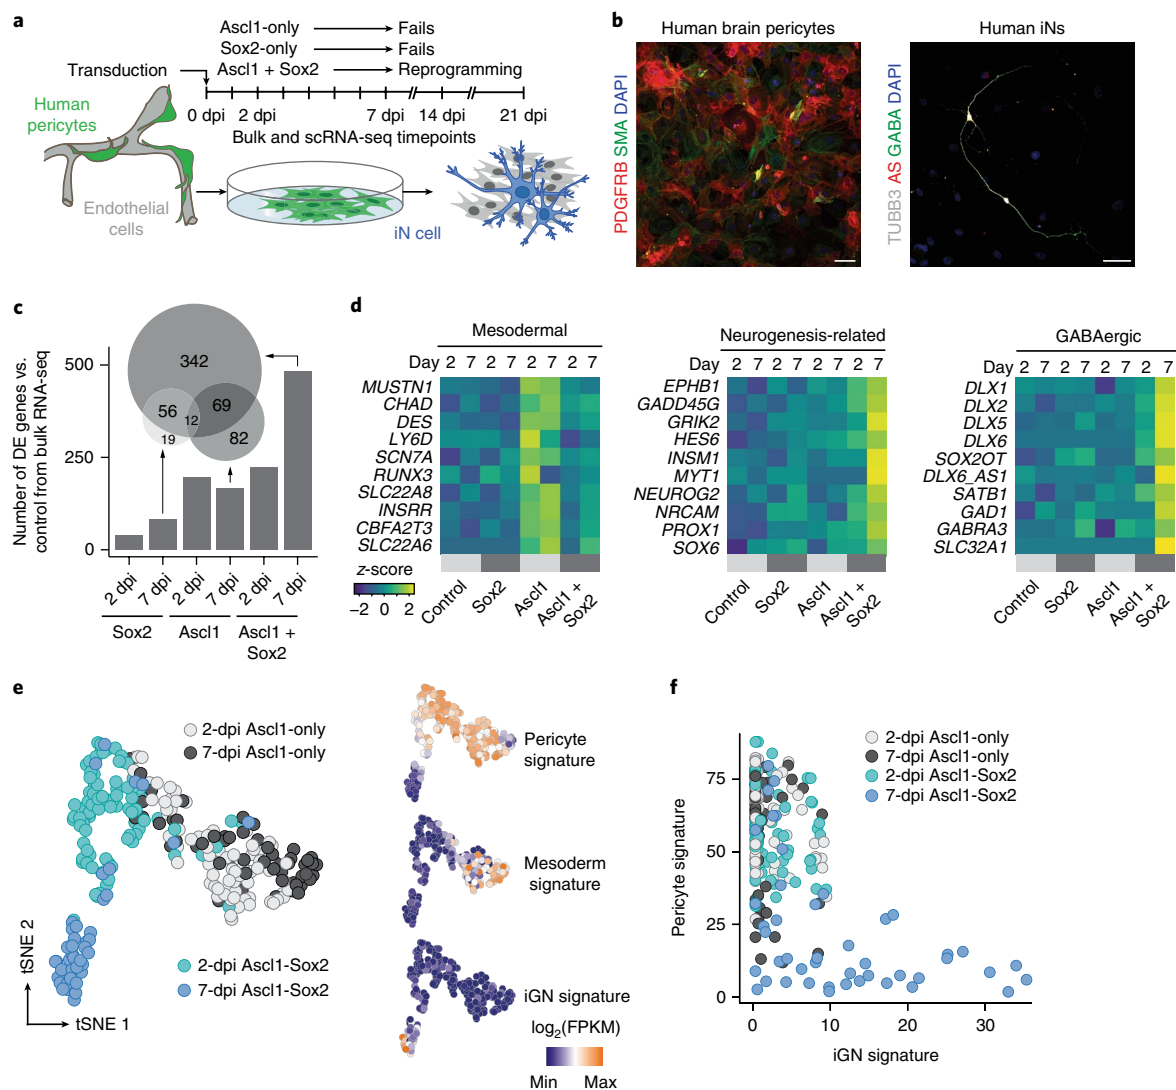 a
Ascl1-only Fails
Sox2-only Fails
Transduction Ascl1 + Sox2 Reprogramming
Human
pericytes
0 dpi 2 dpi 7 dpi 14 dpi 21 dpi
Bulk and scRNA-seq timepoints
Endothelial
cells
iN cell
b
Human brain pericytes Human iNs
PDGFRB SMA DAPI
TUBB3 AS GABA DAPI
c
Number of DE genes vs.
control from bulk RNA-seq
500
250
0
342
56 69
12
19 82
2 dpi 7 dpi 2 dpi 7 dpi 2 dpi 7 dpi
Sox2 Ascl1 Ascl1 +
Sox2
d
Mesodermal
Day 2 7 2 7 2 7 2 7
MUSTN1
CHAD
DES
LY6D
SCN7A
RUNX3
SLC22A8
INSRR
CBFA2T3
SLC22A6
z-score
−2 0 2
Control Sox2 Ascl1 Ascl1 +
Sox2
Neurogenesis-related
Day 2 7 2 7 2 7 2 7
EPHB1
GADD45G
GRIK2
HES6
INSM1
MYT1
NEUROG2
NRCAM
PROX1
SOX6
Control Sox2 Ascl1 Ascl1 +
Sox2
GABAergic
Day 2 7 2 7 2 7 2 7
DLX1
DLX2
DLX5
DLX6
SOX2OT
DLX6_AS1
SATB1
GAD1
GABRA3
SLC32A1
Control Sox2 Ascl1 Ascl1 +
Sox2
e
2-dpi Ascl1-only
7-dpi Ascl1-only
2-dpi Ascl1-Sox2
7-dpi Ascl1-Sox2
tSNE 2
tSNE 1
Pericyte
signature
Mesoderm
signature
iGN signature
log2(FPKM)
Min Max
f
2-dpi Ascl1-only
7-dpi Ascl1-only
2-dpi Ascl1-Sox2
7-dpi Ascl1-Sox2
Pericyte signature
75
50
25
0
0 10 20 30
iGN signature